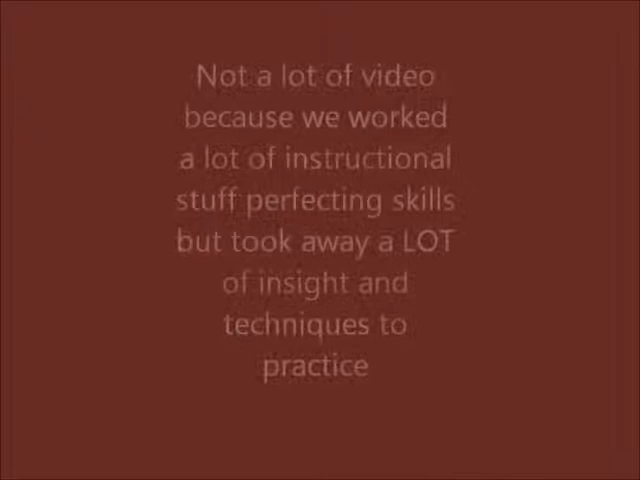 Not a lot of video
because we worked
a lot of instructional
stuff perfecting skills
but took away a LOT
of insight and
techniques to
practice